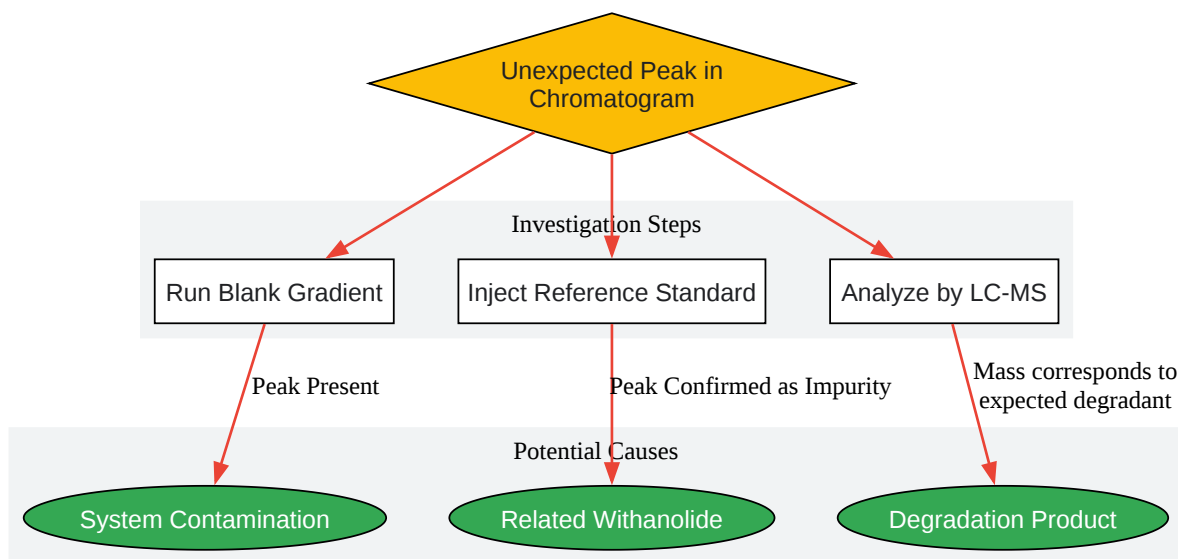 Unexpected Peak in
Chromatogram
Investigation Steps
Run Blank Gradient
Inject Reference Standard
Analyze by LC-MS
Peak Present
Peak Confirmed as Impurity
Mass corresponds to
expected degradant
Potential Causes
System Contamination
Related Withanolide
Degradation Product